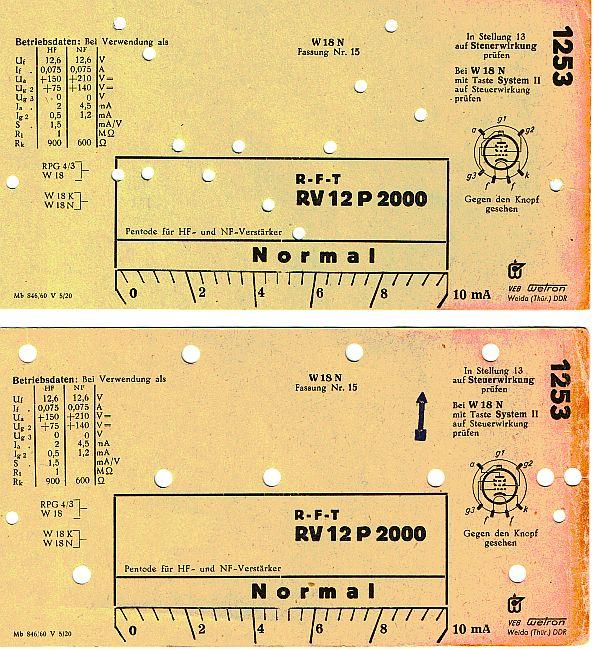 Betriebsdaten: Bei Verwendung als
HF NF
Uf 12,6 12,6 V
If . 0,075 0,075 A
Ua +150 +210 V=
Ug 2 +75 +140 V=
Ug 3 0 0 V
Ia . 2 4,5 mA
Ig 2 0,5 1,2 mA
S . 1,5 mA/V
Ri 1 MΩ
Rk 900 600 Ω
RPG 4/3
W 18
W 18 K
W 18 N
W 18 N
Fassung Nr. 15
In Stellung 13
auf Steuerwirkung
prüfen
Bei W 18 N
mit Taste System II
auf Steuerwirkung
prüfen
1253
g1
a g2
g3 k
f f
Gegen den Knopf
gesehen
R-F-T
RV 12 P 2000
Pentode für HF- und NF-Verstärker
Normal
0 2 4 6 8 10 mA
Mb 846/60 V 5/20
VEB Wetron
Weida (Thür.) DDR
Betriebsdaten: Bei Verwendung als
HF NF
Uf 12,6 12,6 V
If . 0,075 0,075 A
Ua +150 +210 V=
Ug 2 +75 +140 V=
Ug 3 0 0 V
Ia . 2 4,5 mA
Ig 2 0,5 1,2 mA
S . 1,5 mA/V
Ri 1 MΩ
Rk 900 600 Ω
RPG 4/3
W 18
W 18 K
W 18 N
W 18 N
Fassung Nr. 15
In Stellung 13
auf Steuerwirkung
prüfen
Bei W 18 N
mit Taste System II
auf Steuerwirkung
prüfen
1253
g1
a g2
g3
f f
Gegen den Knopf
gesehen
R-F-T
RV 12 P 2000
Pentode für HF- und NF-Verstärker
Normal
0 2 4 6 8 10 mA
Mb 846/60 V 5/20
VEB Wetron
Weida (Thür.) DDR